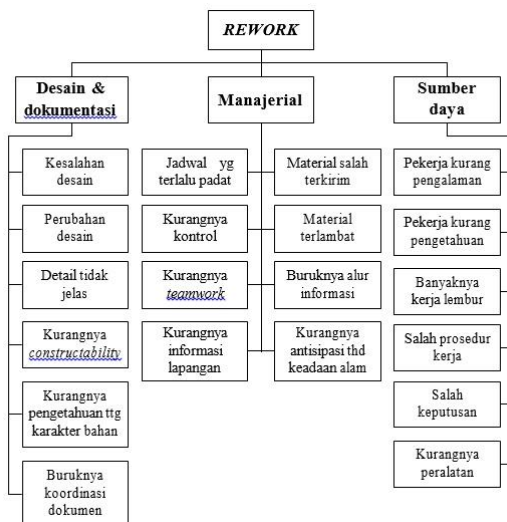 REWORK
Desain &
dokumentasi
Kesalahan
desain
Perubahan
desain
Detail tidak
jelas
Kurangnya
constructability
Kurangnya
pengetahuan ttg
karakter bahan
Buruknya
koordinasi
dokumen
Manajerial
Jadwal yg
terlalu padat
Kurangnya
kontrol
Kurangnya
teamwork
Kurangnya
informasi
lapangan
Material salah
terkirim
Material
terlambat
Buruknya alur
informasi
Kurangnya
antisipasi thd
keadaan alam
Sumber
daya
Pekerja kurang
pengalaman
Pekerja kurang
pengetahuan
Banyaknya
kerja lembur
Salah prosedur
kerja
Salah
keputusan
Kurangnya
peralatan